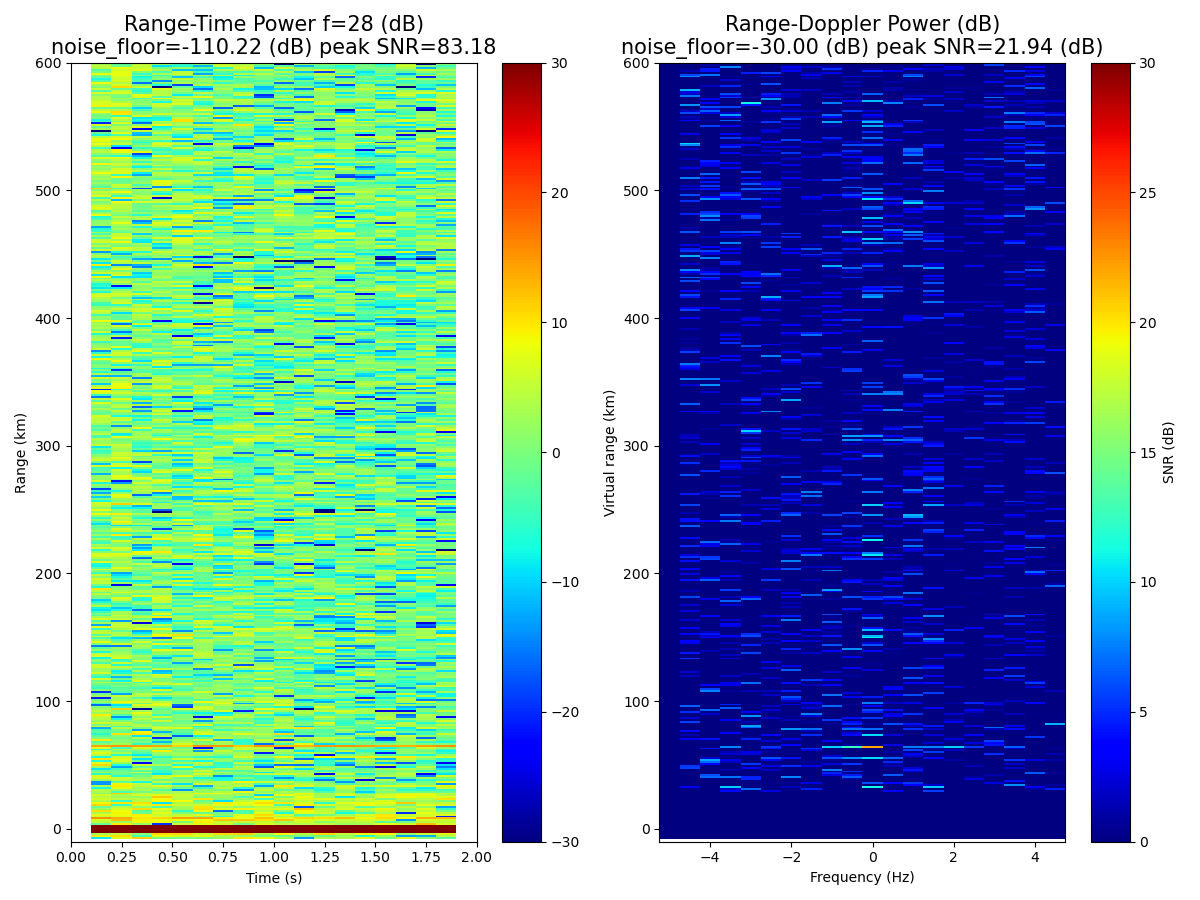 Range-Time Power f=28 (dB)
noise_floor=-110.22 (dB) peak SNR=83.18
600
500
400
300
200
100
0
Range (km)
0.00 0.25 0.50 0.75 1.00 1.25 1.50 1.75 2.00
Time (s)
30
20
10
0
−10
−20
−30
Range-Doppler Power (dB)
noise_floor=-30.00 (dB) peak SNR=21.94 (dB)
600
500
400
300
200
100
0
Virtual range (km)
−4 −2 0 2 4
Frequency (Hz)
30
25
20
15
10
5
0
SNR (dB)